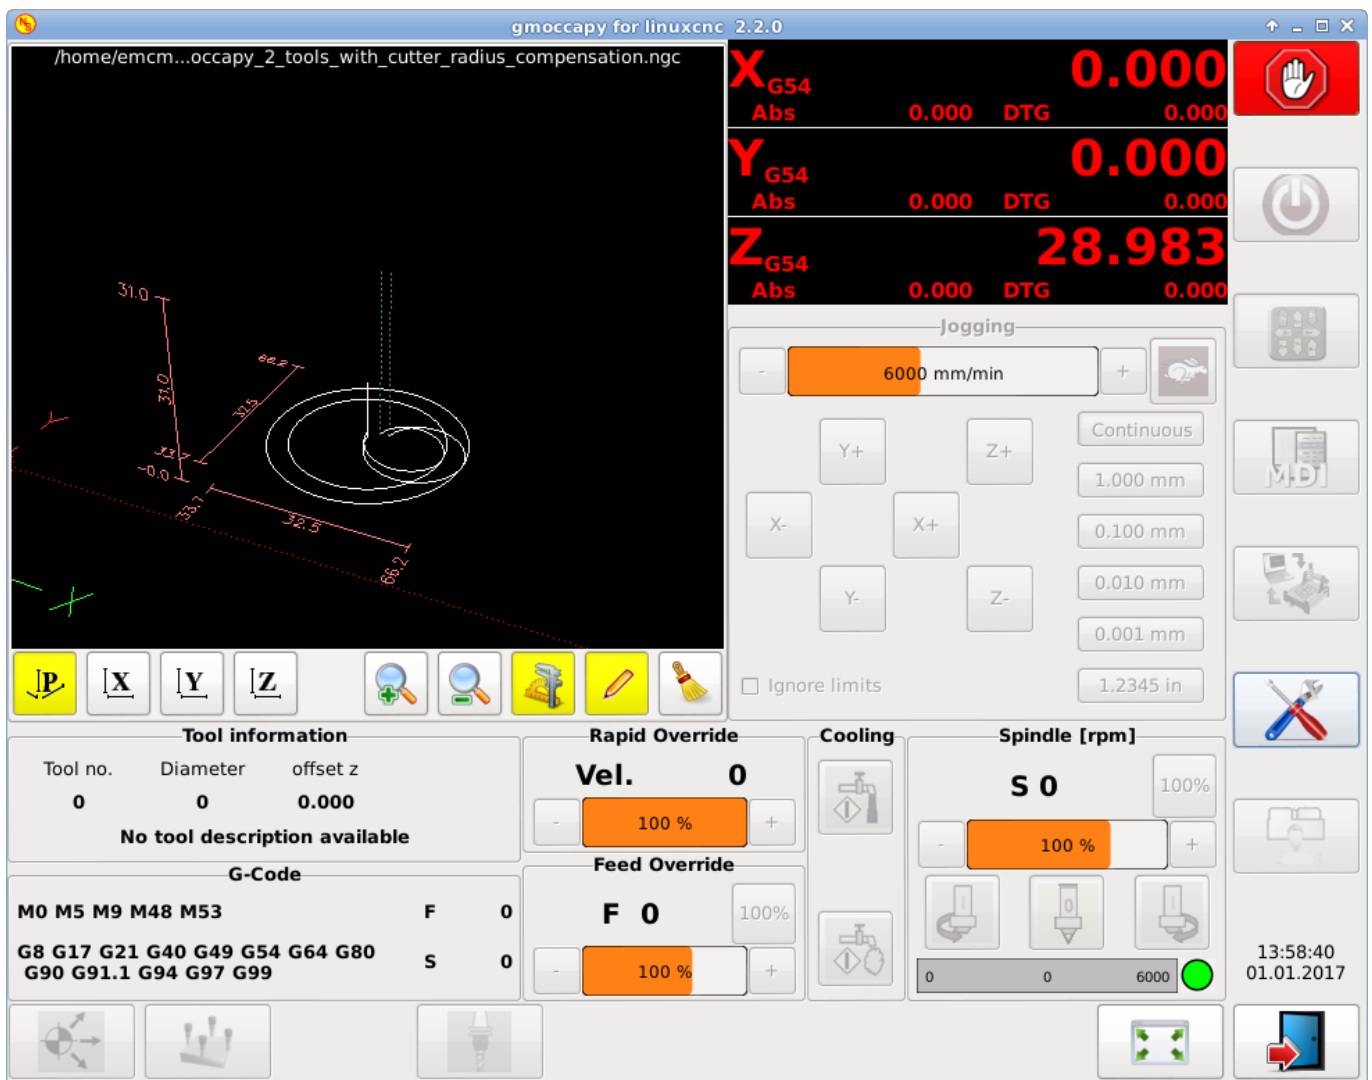 gmoccapy for linuxcnc 2.2.0
/home/emcm...occapy_2_tools_with_cutter_radius_compensation.ngc
X G54 0.000
Abs 0.000 DTG 0.000
Y G54 0.000
Abs 0.000 DTG 0.000
Z G54 28.983
Abs 0.000 DTG 0.000
31.0
31.0
66.2
32.5
33.7
-0.0
33.7
32.5
66.2
Y
X
Jogging
- 6000 mm/min +
Y+ Z+
X- X+
Y- Z-
Continuous
1.000 mm
0.100 mm
0.010 mm
0.001 mm
Ignore limits
1.2345 in
MDI
P X Y Z
Tool information
Tool no. Diameter offset z
0 0 0.000
No tool description available
G-Code
M0 M5 M9 M48 M53 F 0
G8 G17 G21 G40 G49 G54 G64 G80
G90 G91.1 G94 G97 G99
S 0
Rapid Override
Vel. 0
- 100 % +
Feed Override
F 0 100%
- 100 % +
Cooling
Spindle [rpm]
S 0 100%
- 100 % +
0
0 0 6000
13:58:40
01.01.2017